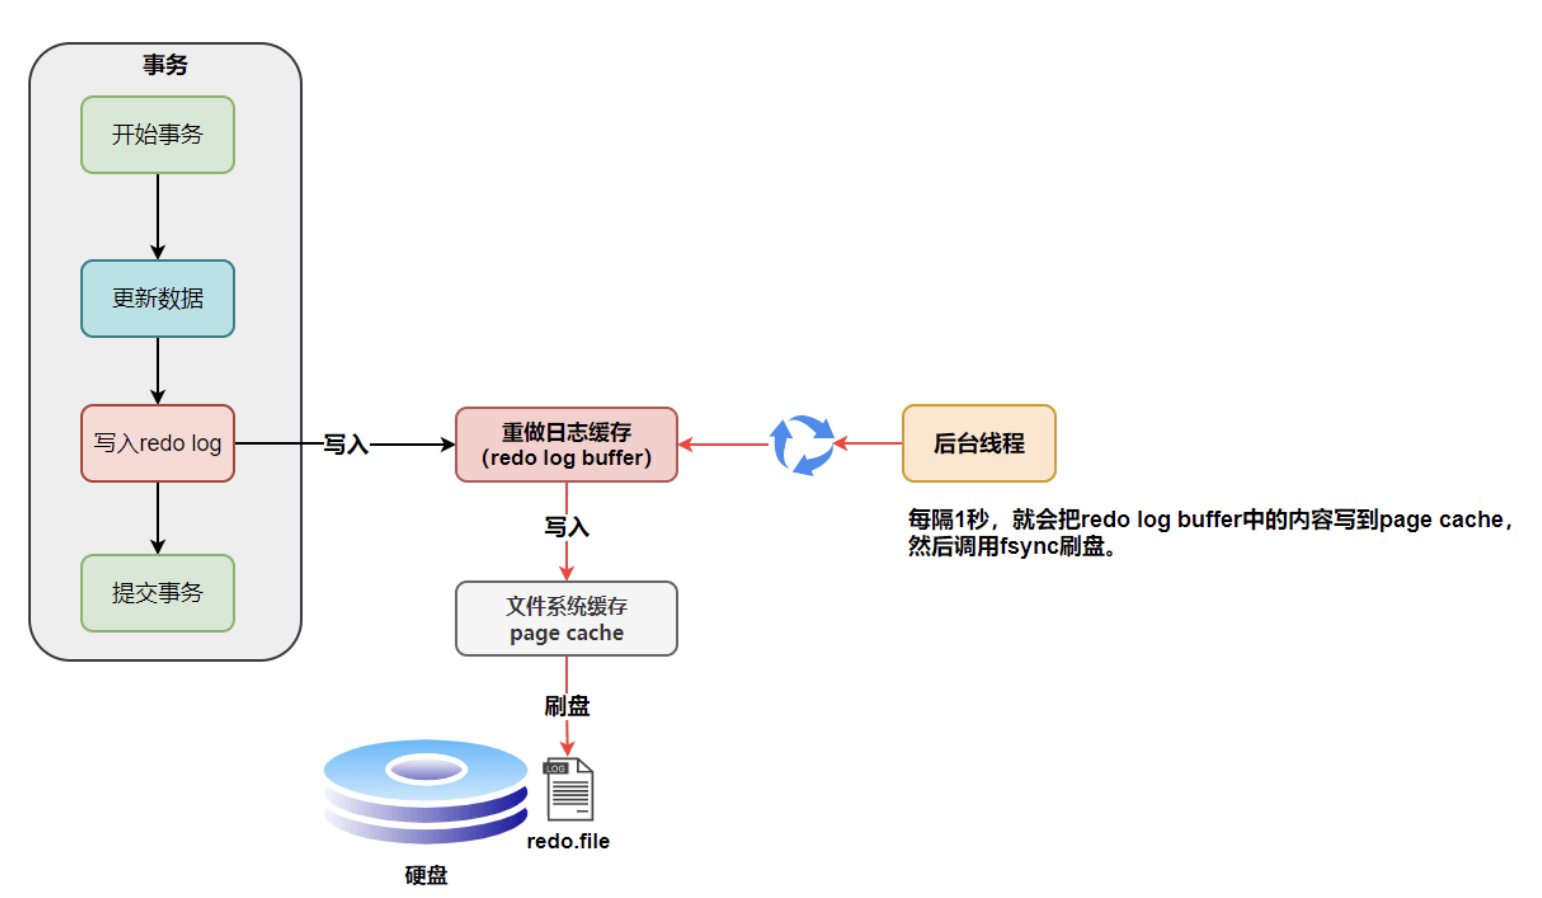 事务
开始事务
更新数据
写入redo log
提交事务
写入
重做日志缓存
（redo log buffer）
后台线程
每隔1秒，就会把redo log buffer中的内容写到page cache，
然后调用fsync刷盘。
写入
文件系统缓存
page cache
刷盘
LOG
redo.file
硬盘